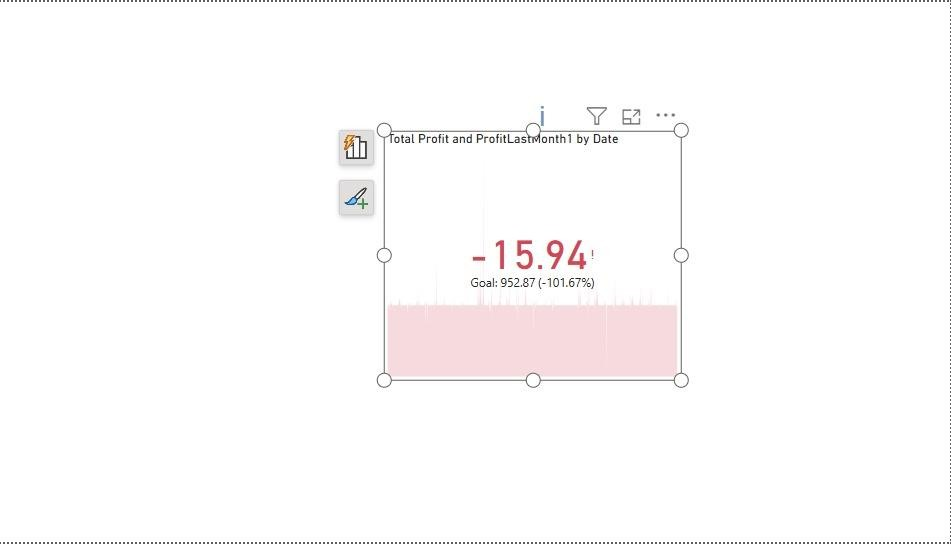 Total Profit and ProfitLastMonth1 by Date
-15.94!
Goal: 952.87 (-101.67%)